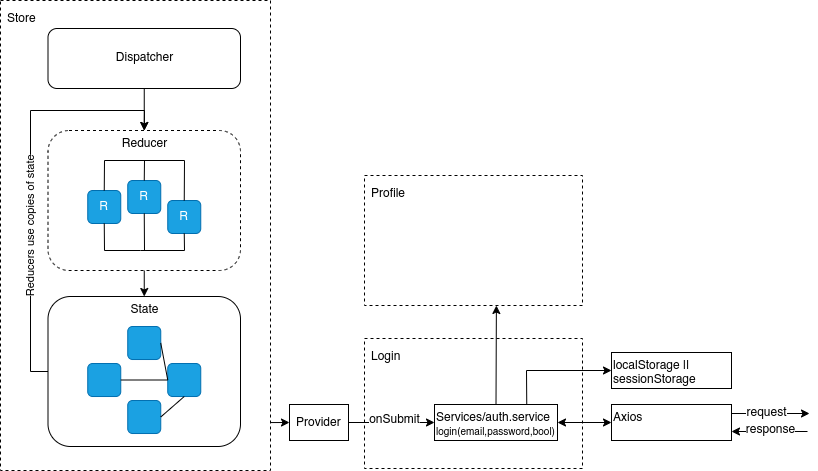 Store
Dispatcher
Reducer
R
R
R
Reducers use copies of state
State
Profile
Login
Provider
onSubmit
Services/auth.service
login(email,password,bool)
localStorage II
sessionStorage
Axios
request
response